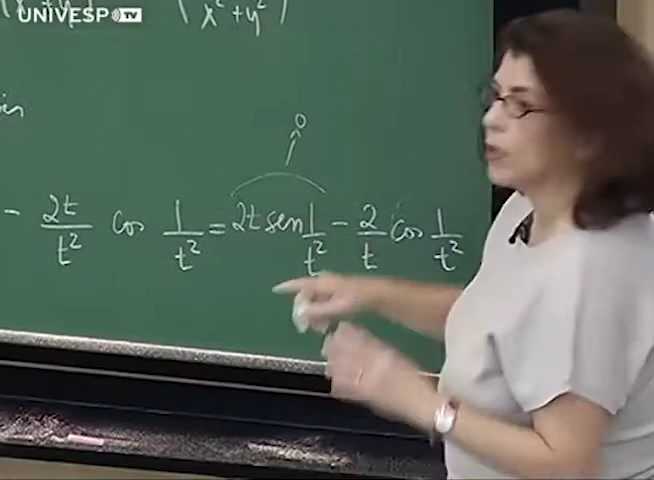 UNIVESP TV
(x²+y²)
0
- 2t/t² cos 1/t² = 2t sen 1/t² - 2/t cos 1/t²